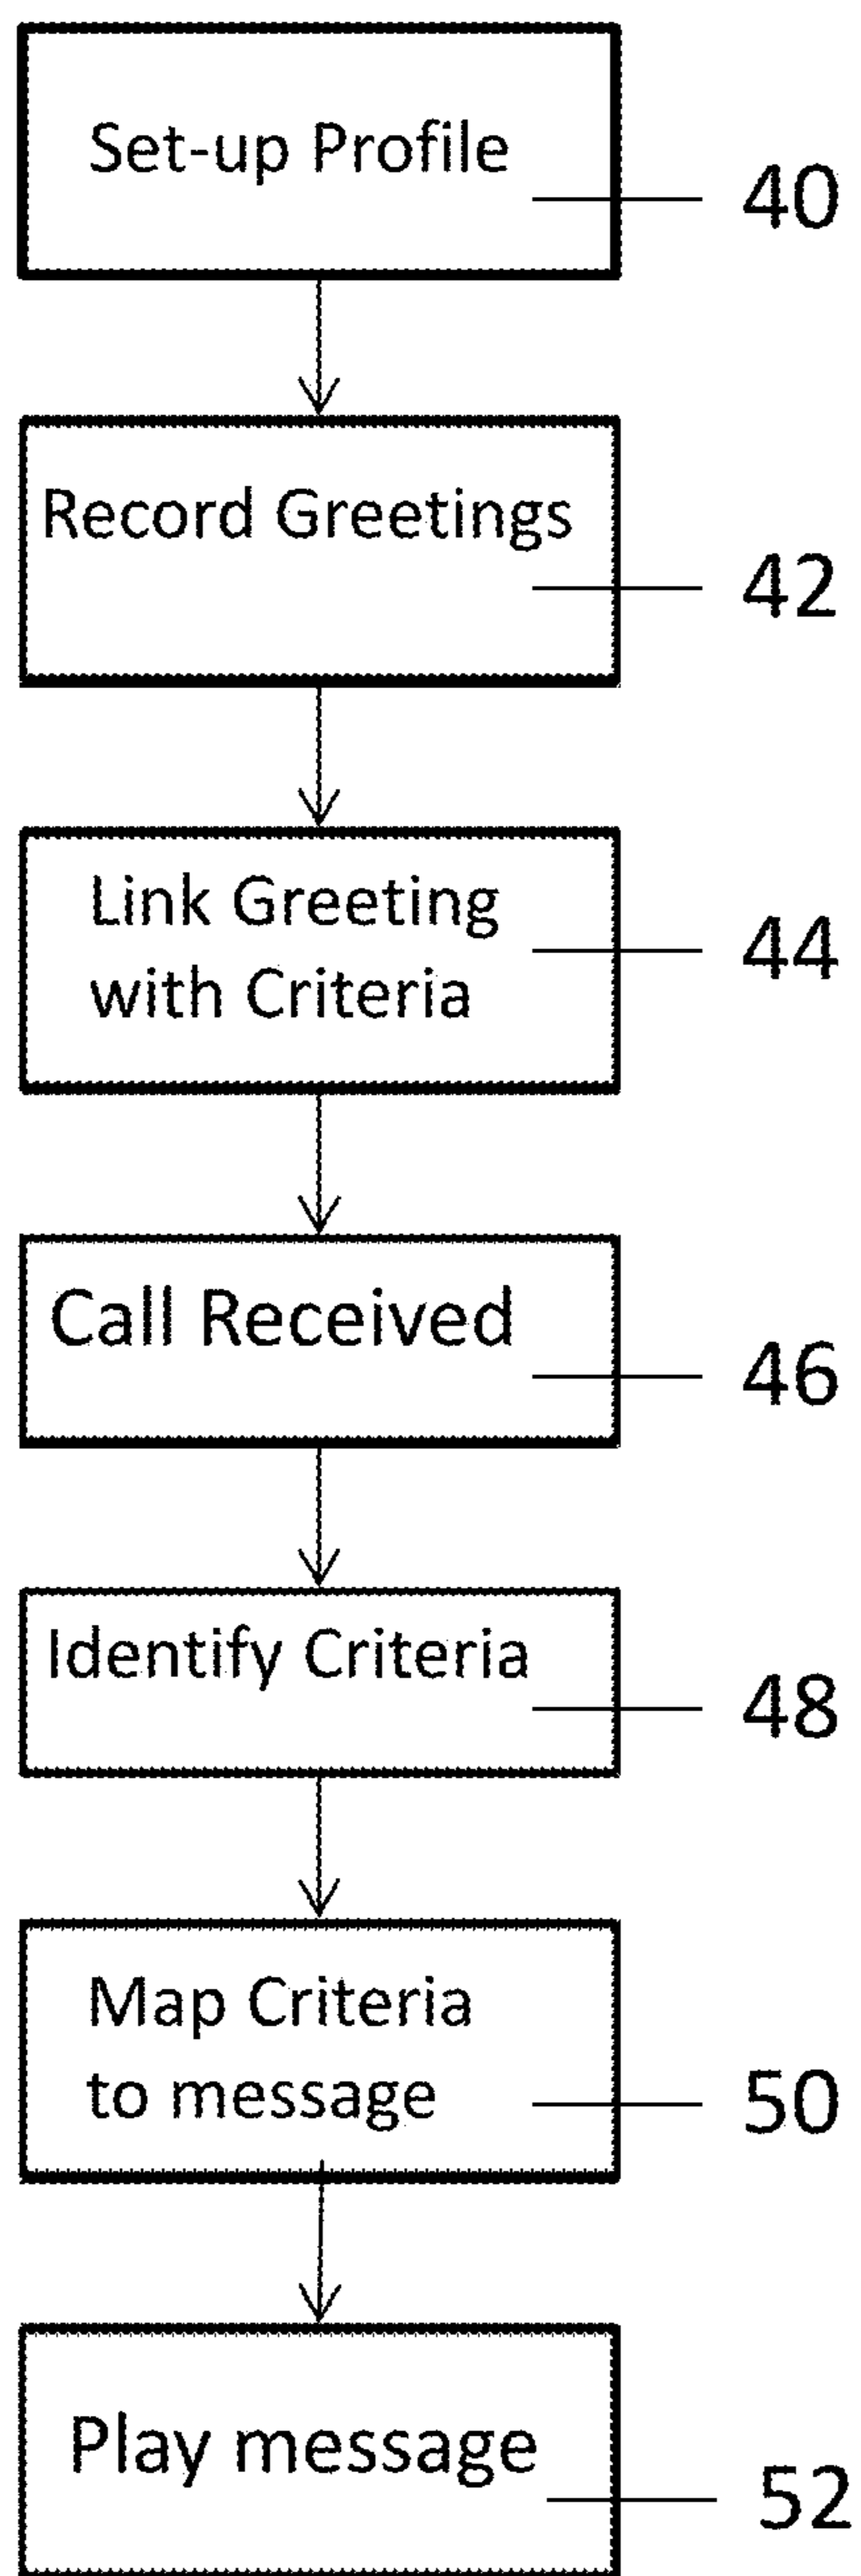 Set-up Profile
40
Record Greetings
42
Link Greeting
with Criteria
44
Call Received
46
Identify Criteria
48
Map Criteria
to message
50
Play message
52